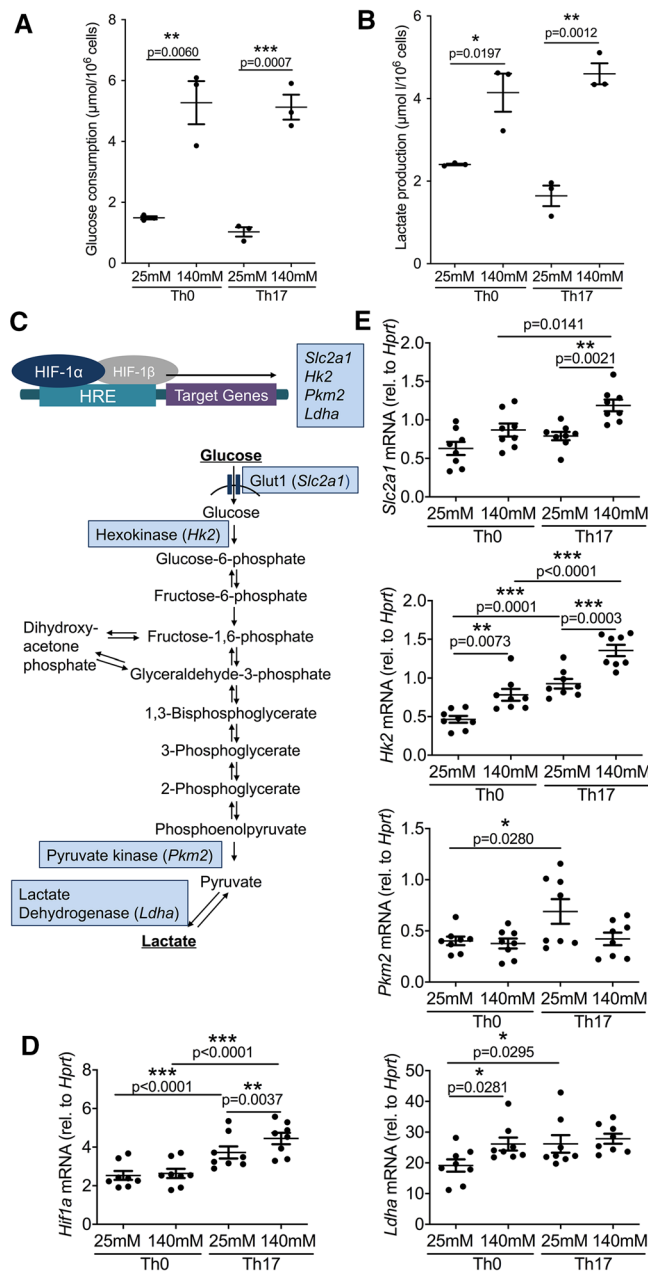 A
Glucose consumption (µmol/10⁶ cells)
8
6
4
2
0
**
p=0.0060
***
p=0.0007
25mM 140mM 25mM 140mM
Th0 Th17
B
Lactate production (µm l/10⁶ cells)
6
4
2
0
*
p=0.0197
**
p=0.0012
25mM 140mM 25mM 140mM
Th0 Th17
C
HIF-1α
HIF-1β
HRE
Target Genes
Slc2a1
Hk2
Pkm2
Ldha
Glucose
Glut1 (Slc2a1)
Glucose
Hexokinase (Hk2)
Glucose-6-phosphate
Fructose-6-phosphate
Fructose-1,6-phosphate
Dihydroxy-
acetone
phosphate
Glyceraldehyde-3-phosphate
1,3-Bisphosphoglycerate
3-Phosphoglycerate
2-Phosphoglycerate
Phosphoenolpyruvate
Pyruvate kinase (Pkm2)
Pyruvate
Lactate
Dehydrogenase (Ldha)
Lactate
D
Hif1a mRNA (rel. to Hprt)
8
6
4
2
0
***
p<0.0001
***
p<0.0001
**
p=0.0037
25mM 140mM 25mM 140mM
Th0 Th17
E
Slc2a1 mRNA (rel. to Hprt)
2.0
1.5
1.0
0.5
0.0
p=0.0141
**
p=0.0021
25mM 140mM 25mM 140mM
Th0 Th17
Hk2 mRNA (rel. to Hprt)
2.0
1.5
1.0
0.5
0.0
***
p<0.0001
***
p=0.0001
**
p=0.0073
***
p=0.0003
25mM 140mM 25mM 140mM
Th0 Th17
Pkm2 mRNA (rel. to Hprt)
1.5
1.0
0.5
0.0
*
p=0.0280
25mM 140mM 25mM 140mM
Th0 Th17
Ldha mRNA (rel. to Hprt)
50
40
30
20
10
0
*
p=0.0295
*
p=0.0281
25mM 140mM 25mM 140mM
Th0 Th17